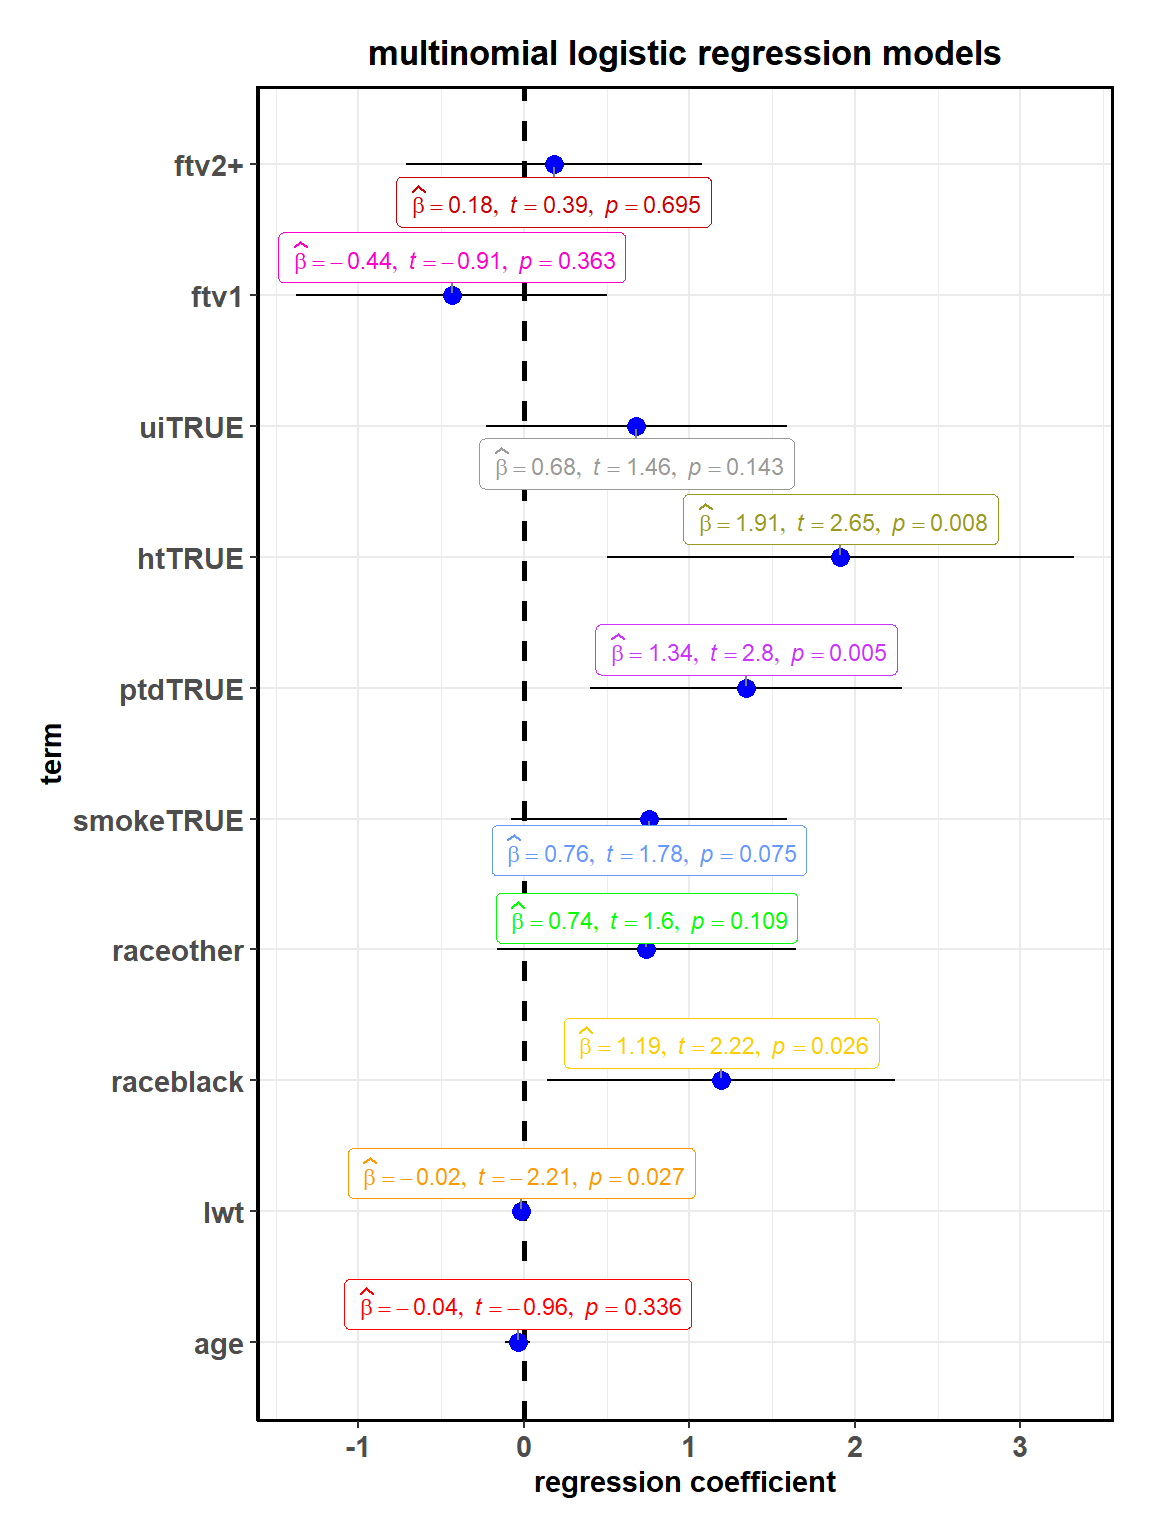 multinomial logistic regression models
ftv2+
β̂ = 0.18, t = 0.39, p = 0.695
β̂ = −0.44, t = −0.91, p = 0.363
ftv1
uiTRUE
β̂ = 0.68, t = 1.46, p = 0.143
β̂ = 1.91, t = 2.65, p = 0.008
htTRUE
β̂ = 1.34, t = 2.8, p = 0.005
ptdTRUE
term
smokeTRUE
β̂ = 0.76, t = 1.78, p = 0.075
β̂ = 0.74, t = 1.6, p = 0.109
raceother
β̂ = 1.19, t = 2.22, p = 0.026
raceblack
β̂ = −0.02, t = −2.21, p = 0.027
lwt
β̂ = −0.04, t = −0.96, p = 0.336
age
-1 0 1 2 3
regression coefficient